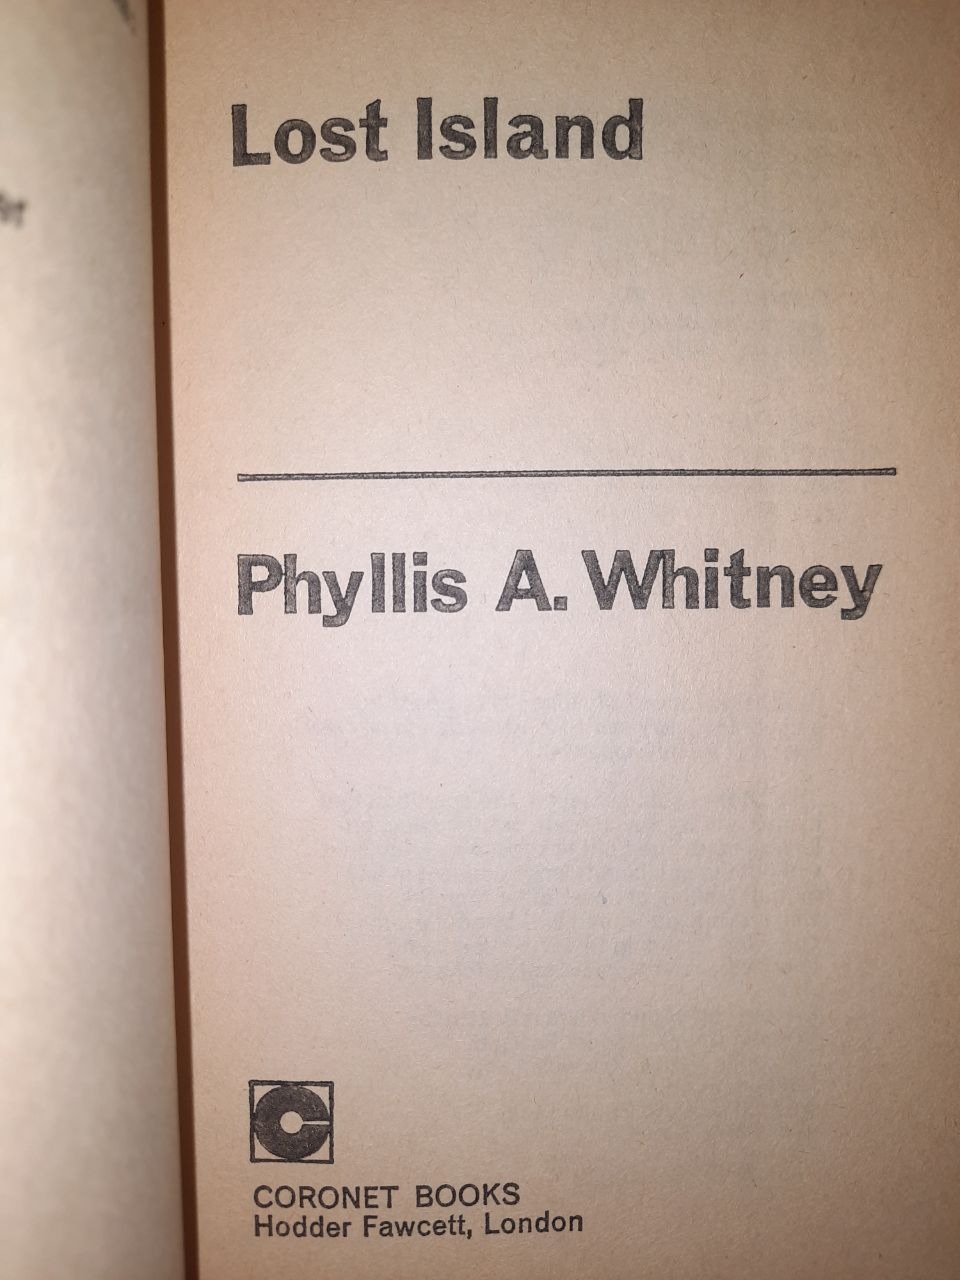 Lost Island
Phyllis A. Whitney
CORONET BOOKS
Hodder Fawcett, London